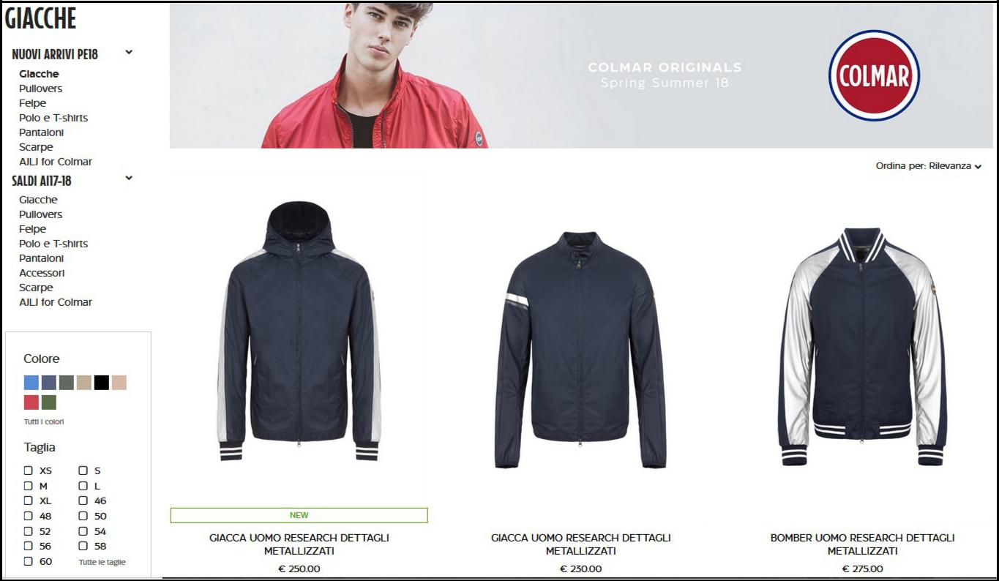 GIACCHE
NUOVI ARRIVI PE18
Giacche
Pullovers
Felpe
Polo e T-shirts
Pantaloni
Scarpe
AJLJ for Colmar
SALDI AI17-18
Giacche
Pullovers
Felpe
Polo e T-shirts
Pantaloni
Accessori
Scarpe
AJLJ for Colmar
Colore
Tutti i colori
Taglia
XS S
M L
XL 46
48 50
52 54
56 58
60 Tutte le taglie
COLMAR ORIGINALS
Spring Summer 18
COLMAR
Ordina per: Rilevanza
NEW
GIACCA UOMO RESEARCH DETTAGLI
METALLIZZATI
€ 250.00
GIACCA UOMO RESEARCH DETTAGLI
METALLIZZATI
€ 230.00
BOMBER UOMO RESEARCH DETTAGLI
METALLIZZATI
€ 275.00